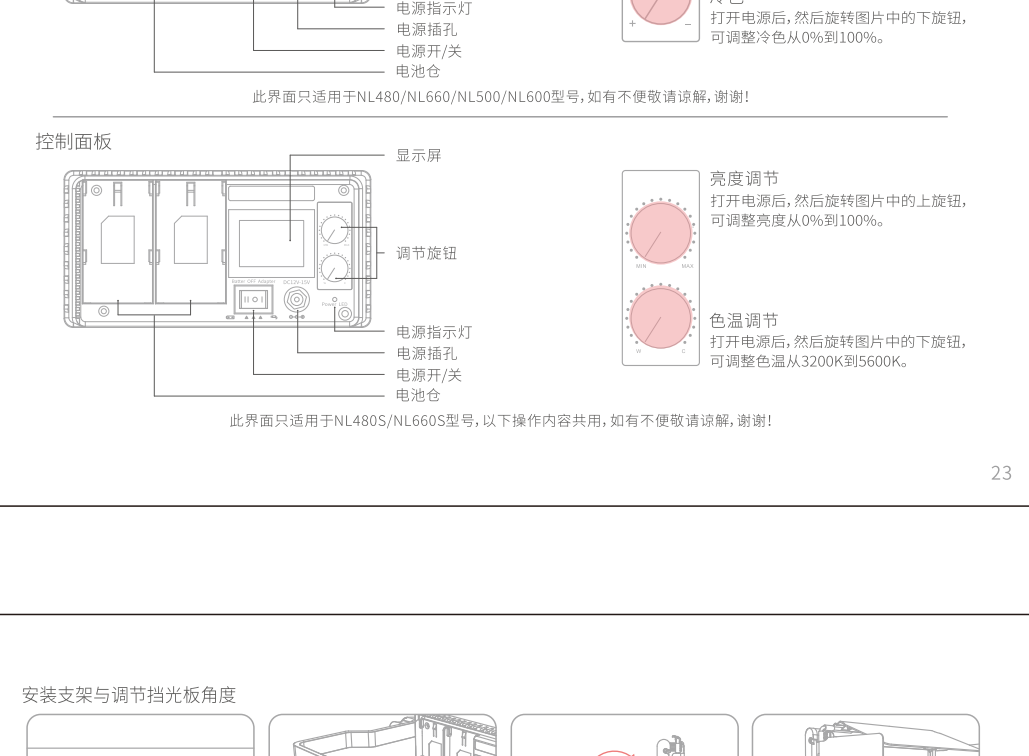 电源指示灯
电源插孔
电源开/关
电池仓
+ −
打开电源后，然后旋转图片中的下旋钮，
可调整冷色从0%到100%。
此界面只适用于NL480/NL660/NL500/NL600型号，如有不便敬请谅解，谢谢！
控制面板
显示屏
调节旋钮
Power LED
DC12V-15V
电源指示灯
电源插孔
电源开/关
电池仓
MIN MAX
W C
亮度调节
打开电源后，然后旋转图片中的上旋钮，
可调整亮度从0%到100%。
色温调节
打开电源后，然后旋转图片中的下旋钮，
可调整色温从3200K到5600K。
此界面只适用于NL480S/NL660S型号，以下操作内容共用，如有不便敬请谅解，谢谢！
23
安装支架与调节挡光板角度